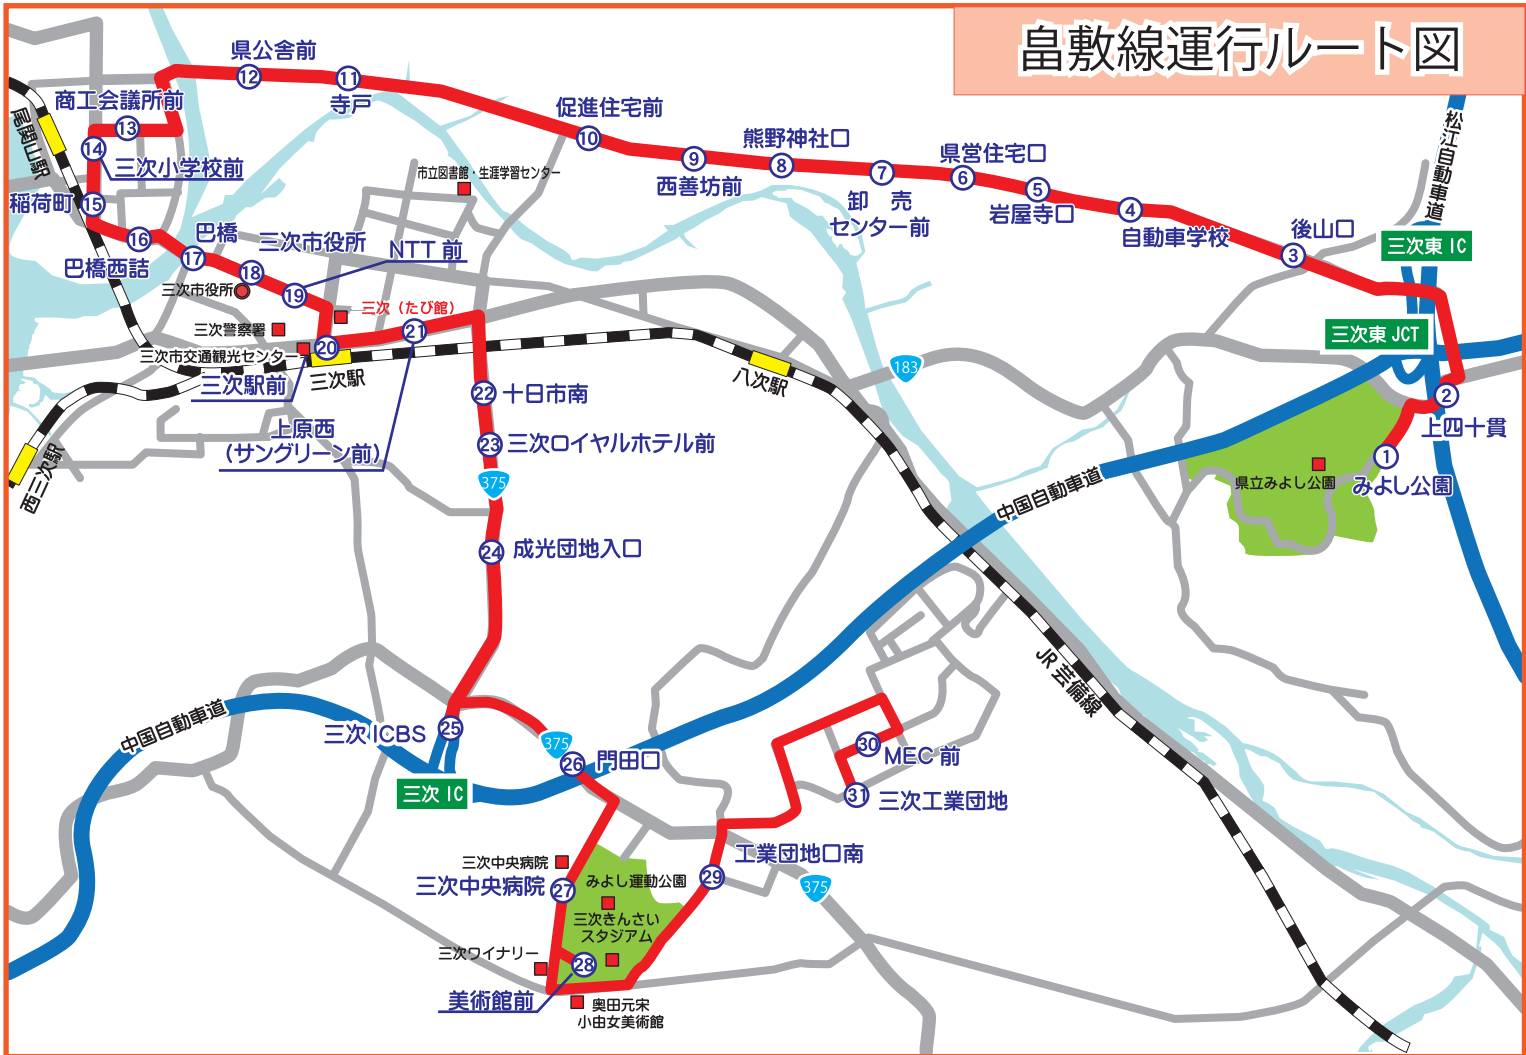 畠敷線運行ルート図
県公舎前
⑫
⑪
寺戸
商工会議所前
⑬
⑭
三次小学校前
尾関山駅
稲荷町
⑮
⑯
巴橋西詰
巴橋
⑰
⑱
三次市役所
三次市役所
⑲
NTT 前
市立図書館・生涯学習センター
促進住宅前
⑩
⑨
西善坊前
熊野神社口
⑧
⑦
卸 売
センター前
県営住宅口
⑥
⑤
岩屋寺口
④
自動車学校
後山口
③
松江自動車道
三次東 IC
三次東 JCT
②
上四十貫
①
みよし公園
県立みよし公園
三次警察署
三次(たび館)
三次市交通観光センター
⑳
三次駅
三次駅前
㉑
上原西
(サングリーン前)
西三次駅
八次駅
183
㉒
十日市南
㉓
三次ロイヤルホテル前
375
㉔
成光団地入口
中国自動車道
JR 芸備線
中国自動車道
三次 ICBS
㉕
三次 IC
375
㉖
門田口
㉚
MEC 前
㉛
三次工業団地
工業団地口南
㉙
375
三次中央病院
三次中央病院
㉗
みよし運動公園
三次きんさい
スタジアム
三次ワイナリー
㉘
美術館前
奥田元宋
小由女美術館